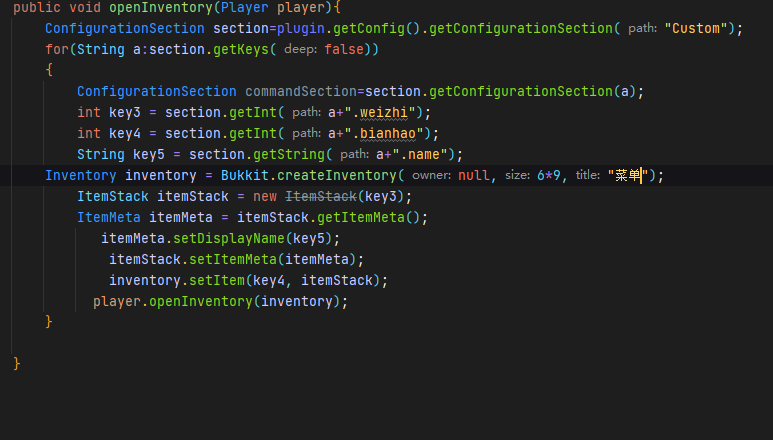 public void openInventory(Player player){
ConfigurationSection section=plugin.getConfig().getConfigurationSection( path: "Custom");
for(String a:section.getKeys( deep: false))
{
ConfigurationSection commandSection=section.getConfigurationSection(a);
int key3 = section.getInt( path: a+".weizhi");
int key4 = section.getInt( path: a+".bianhao");
String key5 = section.getString( path: a+".name");
Inventory inventory = Bukkit.createInventory( owner: null, size: 6*9, title: "菜单");
ItemStack itemStack = new ItemStack(key3);
ItemMeta itemMeta = itemStack.getItemMeta();
itemMeta.setDisplayName(key5);
itemStack.setItemMeta(itemMeta);
inventory.setItem(key4, itemStack);
player.openInventory(inventory);
}
}